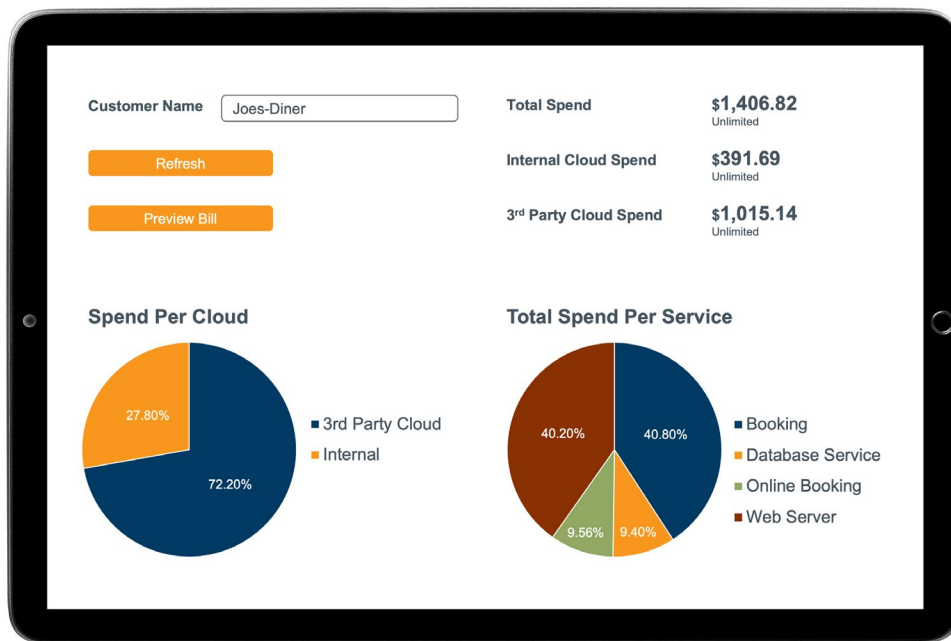 Customer Name
Joes-Diner
Refresh
Preview Bill
Total Spend
$1,406.82
Unlimited
Internal Cloud Spend
$391.69
Unlimited
3rd Party Cloud Spend
$1,015.14
Unlimited
Spend Per Cloud
27.80%
72.20%
3rd Party Cloud
Internal
Total Spend Per Service
40.20%
40.80%
9.56%
9.40%
Booking
Database Service
Online Booking
Web Server